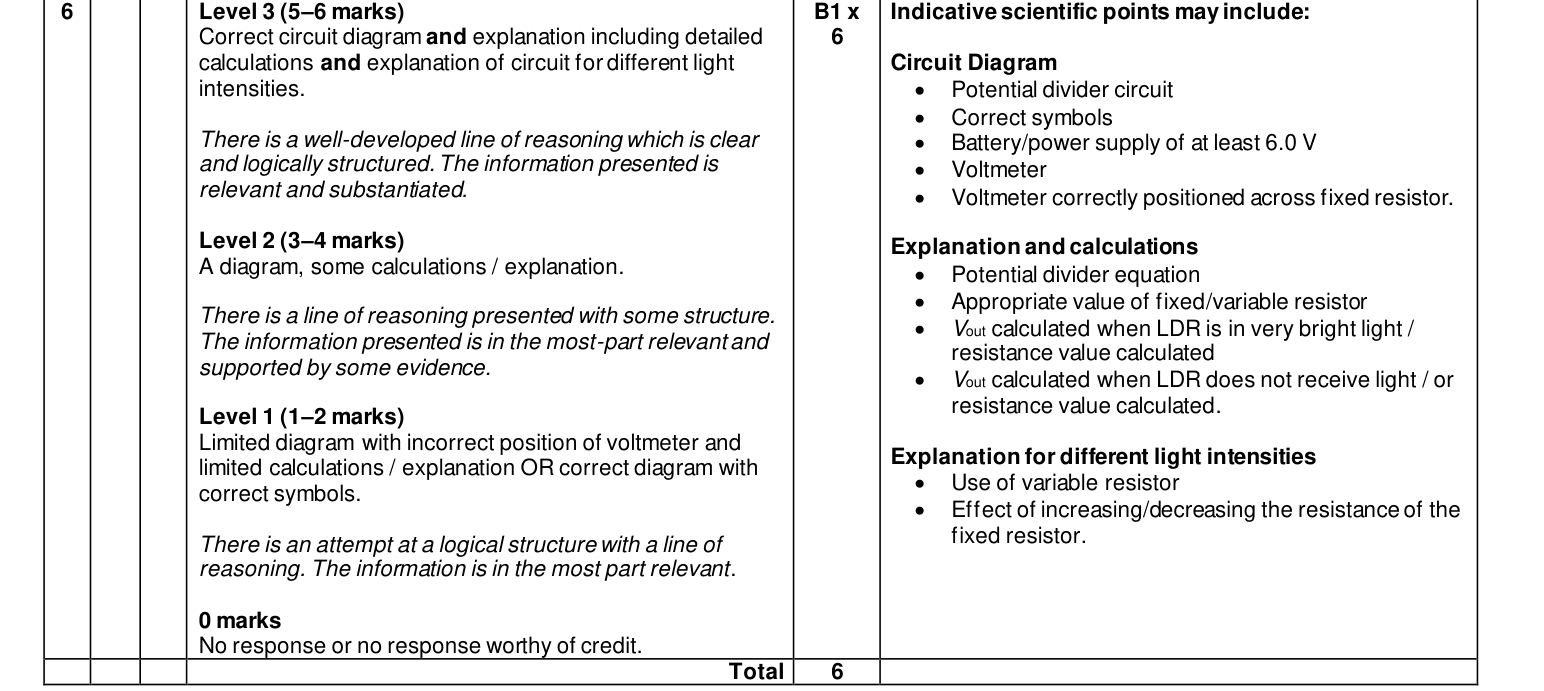 6
Level 3 (5–6 marks)
Correct circuit diagram and explanation including detailed
calculations and explanation of circuit for different light
intensities.
There is a well-developed line of reasoning which is clear
and logically structured. The information presented is
relevant and substantiated.
Level 2 (3–4 marks)
A diagram, some calculations / explanation.
There is a line of reasoning presented with some structure.
The information presented is in the most-part relevant and
supported by some evidence.
Level 1 (1–2 marks)
Limited diagram with incorrect position of voltmeter and
limited calculations / explanation OR correct diagram with
correct symbols.
There is an attempt at a logical structure with a line of
reasoning. The information is in the most part relevant.
0 marks
No response or no response worthy of credit.
B1 x
6
Indicative scientific points may include:
Circuit Diagram
• Potential divider circuit
• Correct symbols
• Battery/power supply of at least 6.0 V
• Voltmeter
• Voltmeter correctly positioned across fixed resistor.
Explanation and calculations
• Potential divider equation
• Appropriate value of fixed/variable resistor
• Vout calculated when LDR is in very bright light /
resistance value calculated
• Vout calculated when LDR does not receive light / or
resistance value calculated.
Explanation for different light intensities
• Use of variable resistor
• Effect of increasing/decreasing the resistance of the
fixed resistor.
Total 6